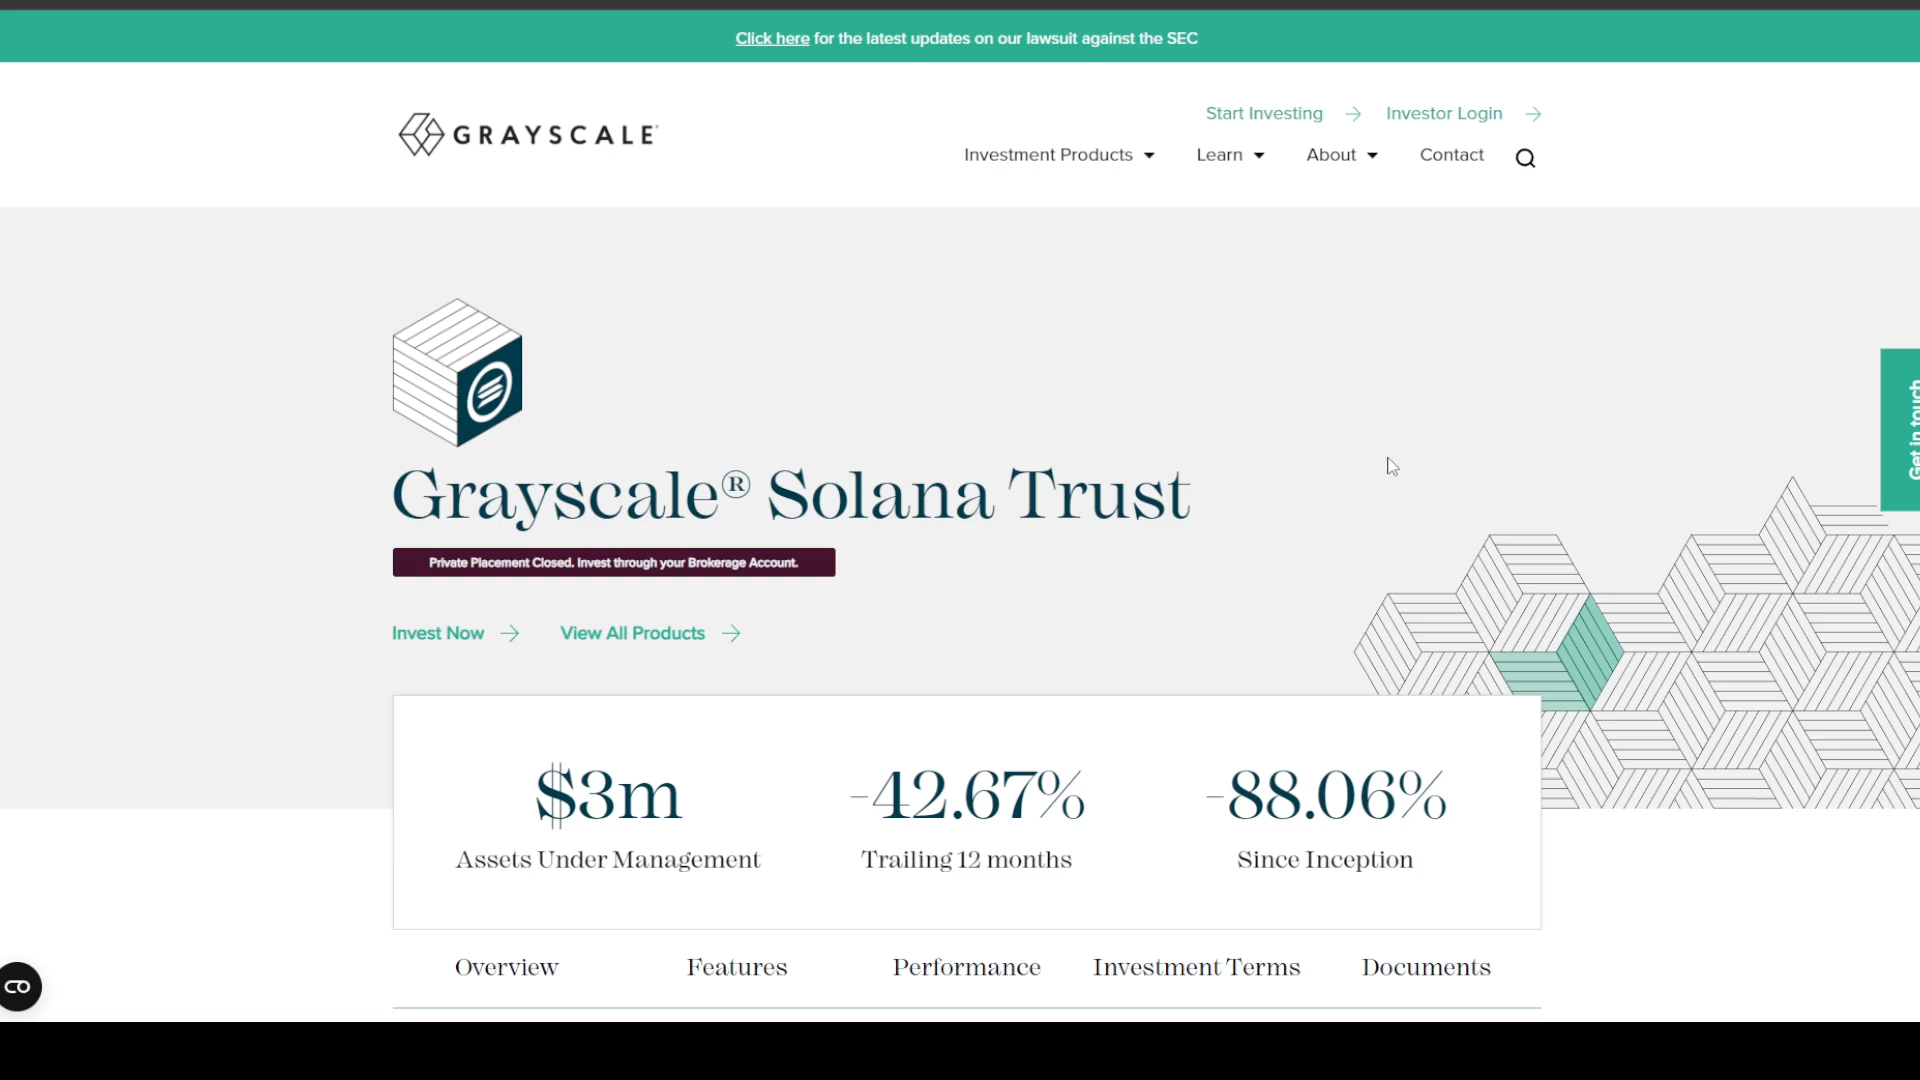 Click here for the latest updates on our lawsuit against the SEC
Start Investing
Investor Login
GRAYSCALE
Investment Products
Learn
About
Contact
Get in touch
Grayscale® Solana Trust
Private Placement Closed. Invest through your Brokerage Account.
Invest Now
View All Products
$3m
-42.67%
-88.06%
Assets Under Management
Trailing 12 months
Since Inception
Overview
Features
Performance
Investment Terms
Documents